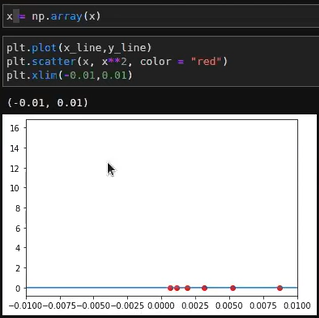 x = np.array(x)
plt.plot(x_line,y_line)
plt.scatter(x, x**2, color = "red")
plt.xlim(-0.01,0.01)
(-0.01, 0.01)
16
14
12
10
8
6
4
2
0
−0.0100 −0.0075 −0.0050 −0.0025 0.0000 0.0025 0.0050 0.0075 0.0100